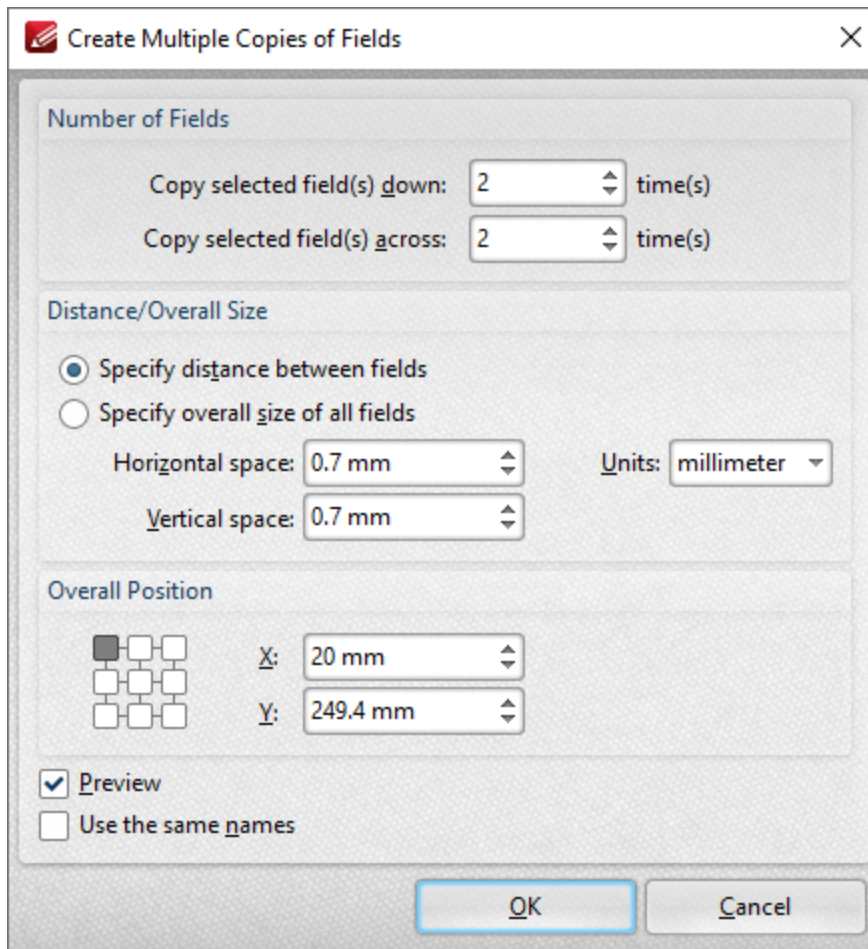 Create Multiple Copies of Fields
Number of Fields
Copy selected field(s) down: 2 time(s)
Copy selected field(s) across: 2 time(s)
Distance/Overall Size
Specify distance between fields
Specify overall size of all fields
Horizontal space: 0.7 mm Units: millimeter
Vertical space: 0.7 mm
Overall Position
X: 20 mm
Y: 249.4 mm
Preview
Use the same names
OK Cancel